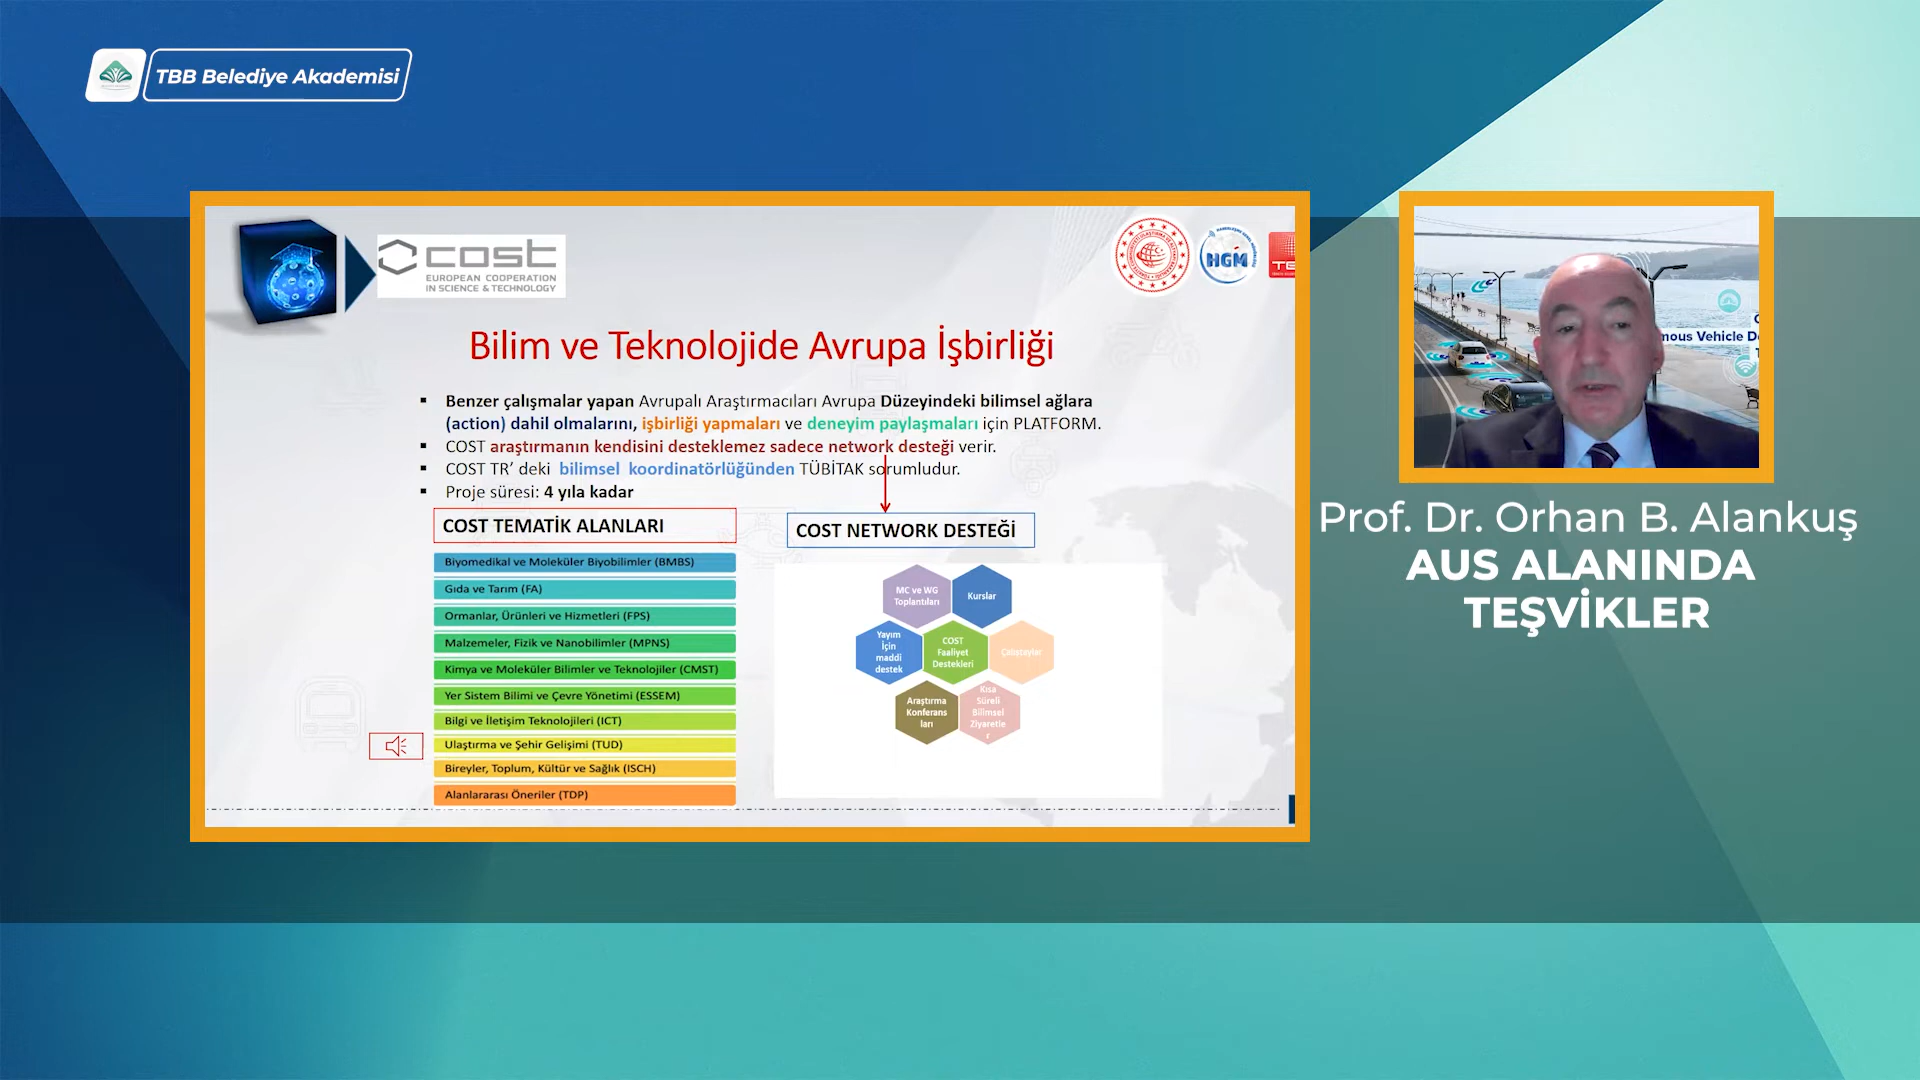 TBB Belediye Akademisi
cost
EUROPEAN COOPERATION
IN SCIENCE & TECHNOLOGY
HGM
Bilim ve Teknolojide Avrupa İşbirliği
▪ Benzer çalışmalar yapan Avrupalı Araştırmacıları Avrupa Düzeyindeki bilimsel ağlara
(action) dahil olmalarını, işbirliği yapmaları ve deneyim paylaşmaları için PLATFORM.
▪ COST araştırmanın kendisini desteklemez sadece network desteği verir.
▪ COST TR’ deki bilimsel koordinatörlüğünden TÜBİTAK sorumludur.
▪ Proje süresi: 4 yıla kadar
COST TEMATİK ALANLARI
Biyomedikal ve Moleküler Biyobilimler (BMBS)
Gıda ve Tarım (FA)
Ormanlar, Ürünleri ve Hizmetleri (FPS)
Malzemeler, Fizik ve Nanobilimler (MPNS)
Kimya ve Moleküler Bilimler ve Teknolojiler (CMST)
Yer Sistem Bilimi ve Çevre Yönetimi (ESSEM)
Bilgi ve İletişim Teknolojileri (ICT)
Ulaştırma ve Şehir Gelişimi (TUD)
Bireyler, Toplum, Kültür ve Sağlık (ISCH)
Alanlararası Öneriler (TDP)
COST NETWORK DESTEĞİ
MC ve WG
Toplantıları
Kurslar
Yayım
İçin
maddi
destek
COST
Faaliyet
Destekleri
Çalıştaylar
Araştırma
Konferans
ları
Kısa
Süreli
Bilimsel
Ziyaretle
r
mous Vehicle D
Prof. Dr. Orhan B. Alankuş
AUS ALANINDA
TEŞVİKLER